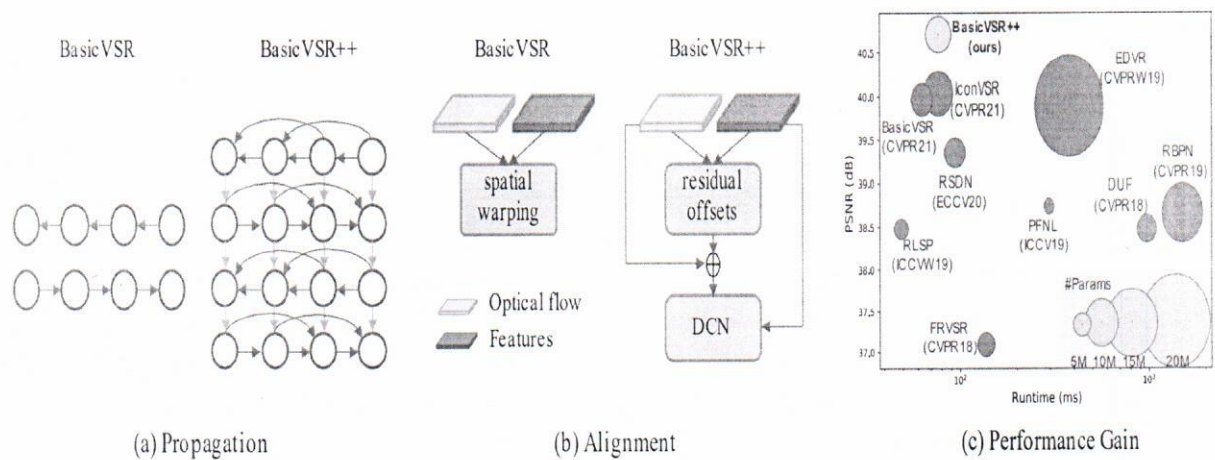 BasicVSR
BasicVSR++
(a) Propagation
BasicVSR
BasicVSR++
spatial
warping
residual
offsets
DCN
Optical flow
Features
(b) Alignment
PSNR (dB)
40.5
40.0
39.5
39.0
38.5
38.0
37.5
37.0
BasicVSR++
(ours)
EDVR
(CVPRW19)
IconVSR
(CVPR21)
BasicVSR
(CVPR21)
RSDN
(ECCV20)
RBPN
(CVPR19)
DUF
(CVPR18)
PFNL
(ICCV19)
RLSP
(ICCVW19)
#Params
FRVSR
(CVPR18)
5M 10M 15M 20M
10²
10³
Runtime (ms)
(c) Performance Gain